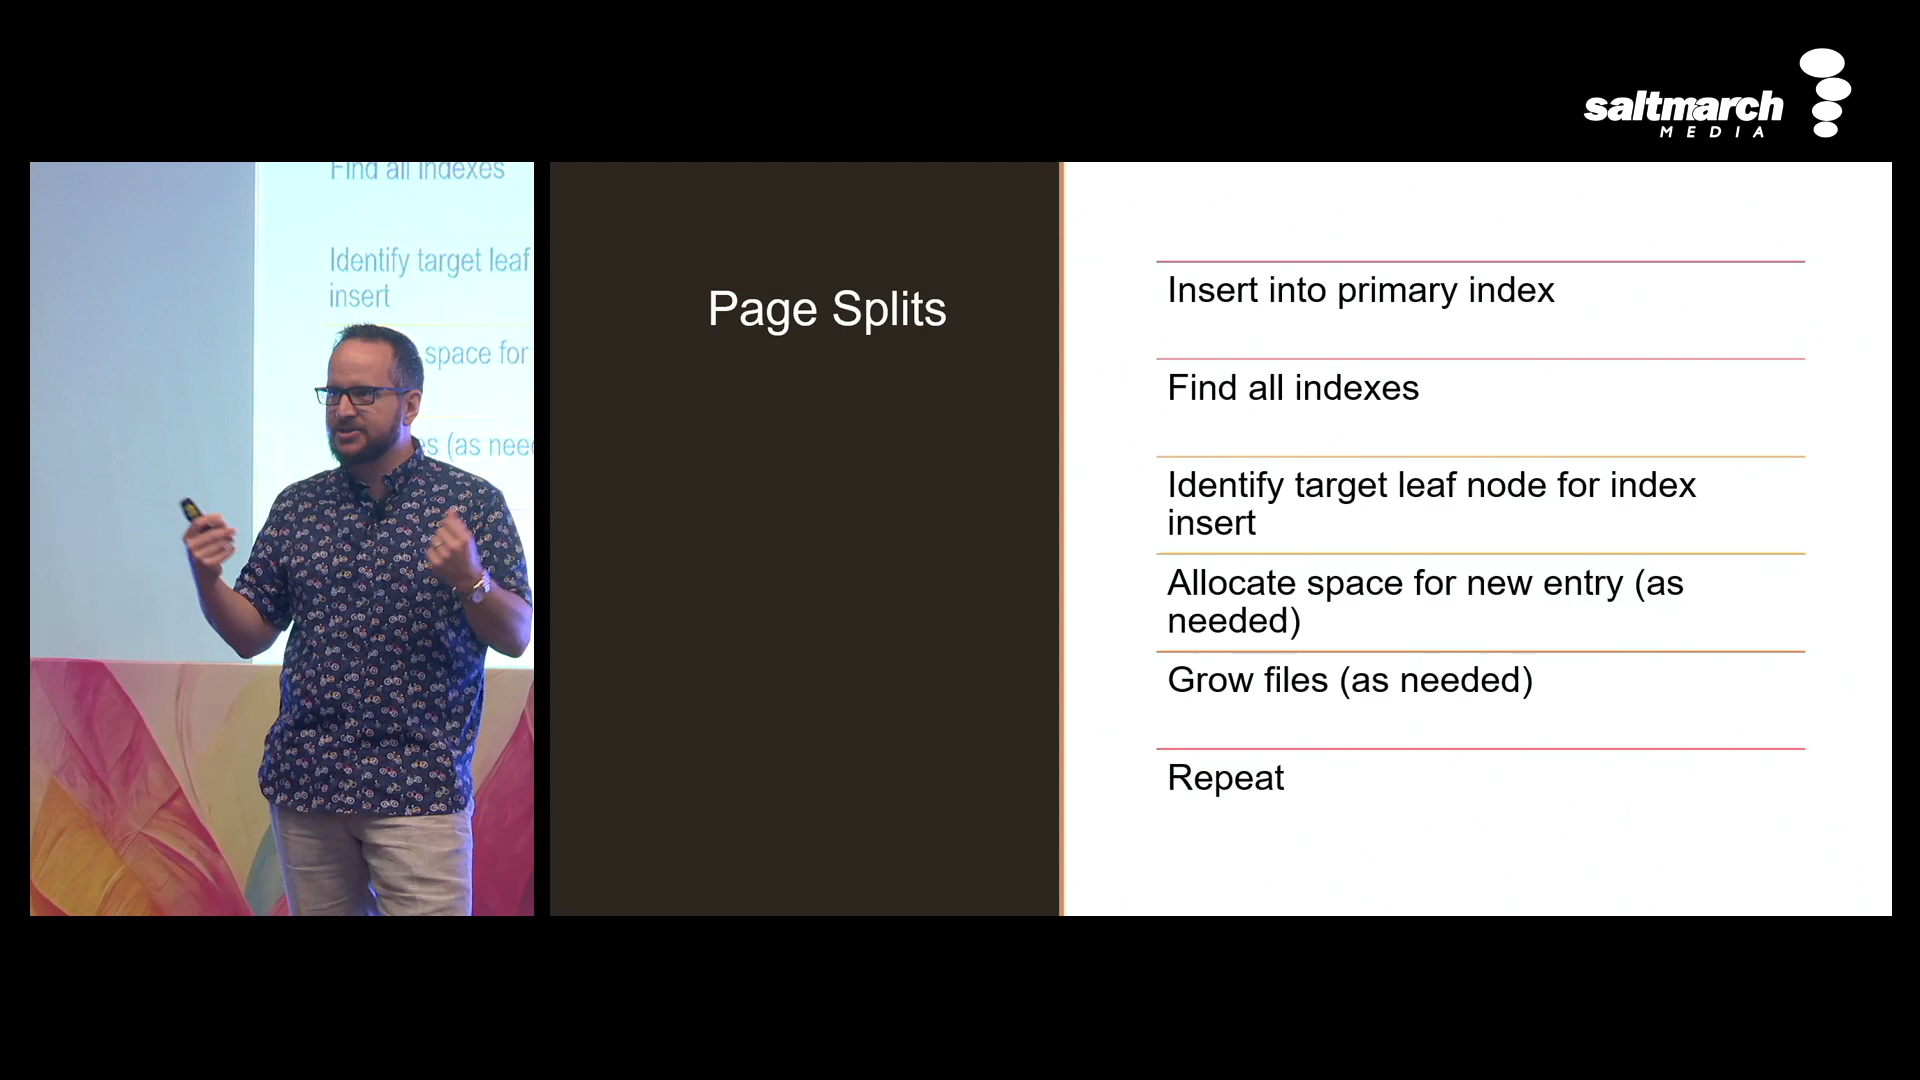 saltmarch
MEDIA
Find all indexes
Identify target leaf
insert
space for
es (as nee
Page Splits
Insert into primary index
Find all indexes
Identify target leaf node for index
insert
Allocate space for new entry (as
needed)
Grow files (as needed)
Repeat